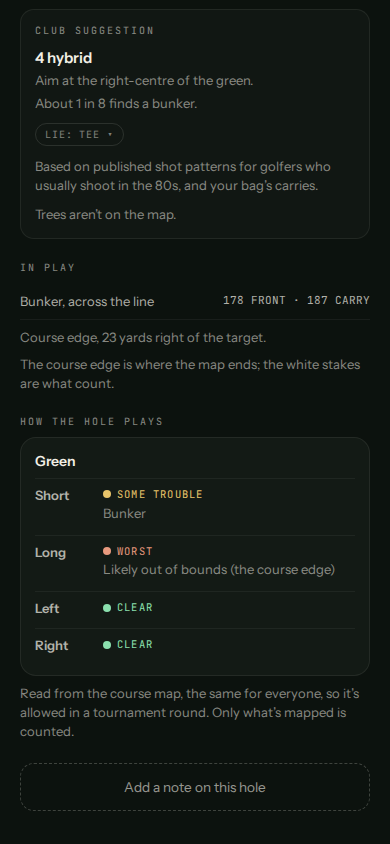 CLUB SUGGESTION
4 hybrid
Aim at the right-centre of the green.
About 1 in 8 finds a bunker.
LIE: TEE ▾
Based on published shot patterns for golfers who
usually shoot in the 80s, and your bag's carries.
Trees aren't on the map.
IN PLAY
Bunker, across the line 178 FRONT · 187 CARRY
Course edge, 23 yards right of the target.
The course edge is where the map ends; the white stakes
are what count.
HOW THE HOLE PLAYS
Green
Short SOME TROUBLE
Bunker
Long WORST
Likely out of bounds (the course edge)
Left CLEAR
Right CLEAR
Read from the course map, the same for everyone, so it's
allowed in a tournament round. Only what's mapped is
counted.
Add a note on this hole